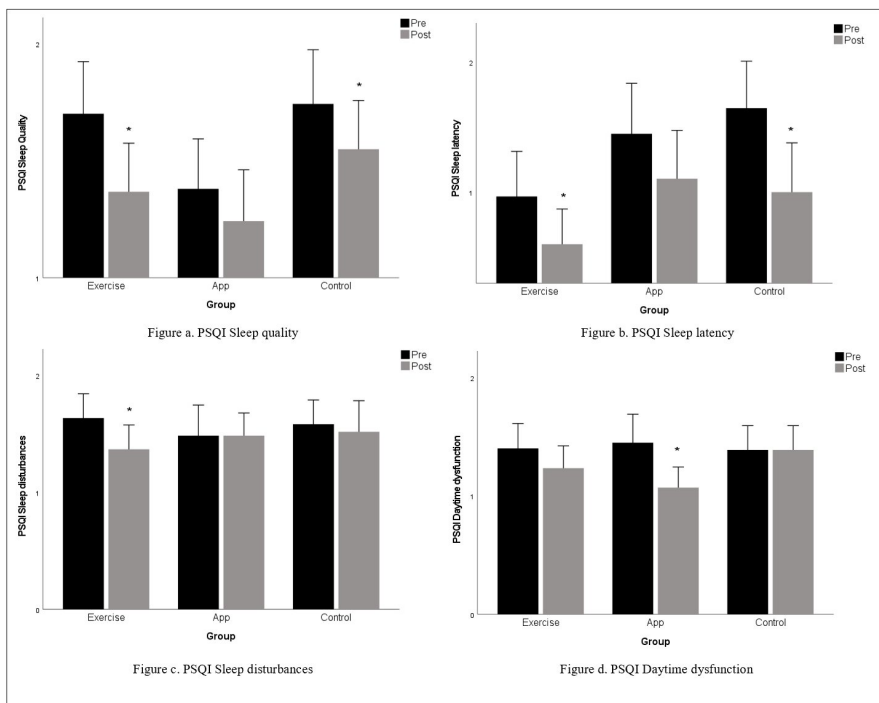 Pre
Post
2
1
PSQI Sleep Quality
*
*
Exercise
App
Control
Group
Figure a. PSQI Sleep quality
Pre
Post
2
1
PSQI Sleep latency
*
*
Exercise
App
Control
Group
Figure b. PSQI Sleep latency
Pre
Post
2
1
0
PSQI Sleep disturbances
*
Exercise
App
Control
Group
Figure c. PSQI Sleep disturbances
Pre
Post
2
1
0
PSQI Daytime dysfunction
*
Exercise
App
Control
Group
Figure d. PSQI Daytime dysfunction